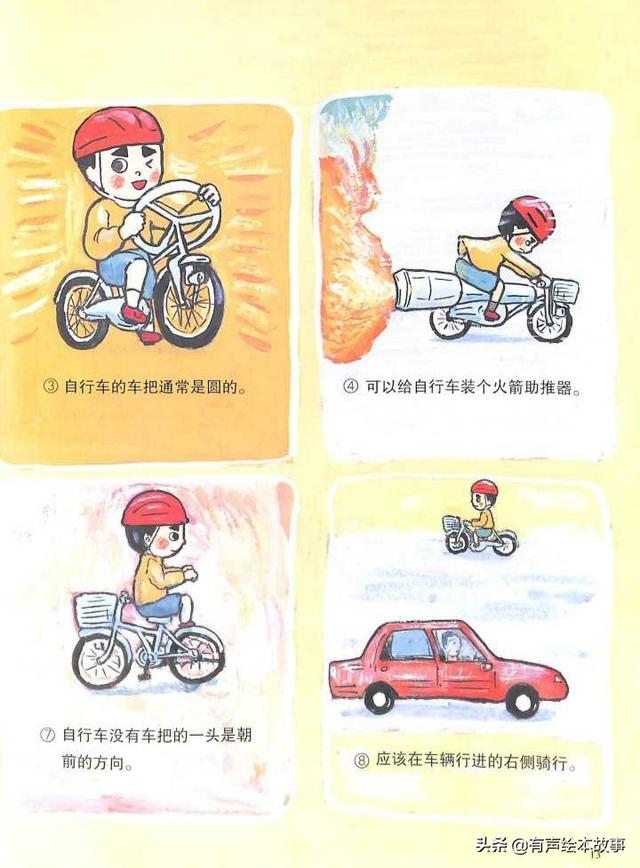 ③ 自行车的车把通常是圆的。
④ 可以给自行车装个火箭助推器。
⑦ 自行车没有车把的一头是朝
前的方向。
⑧ 应该在车辆行进的右侧骑行。
13
头条 @有声绘本故事